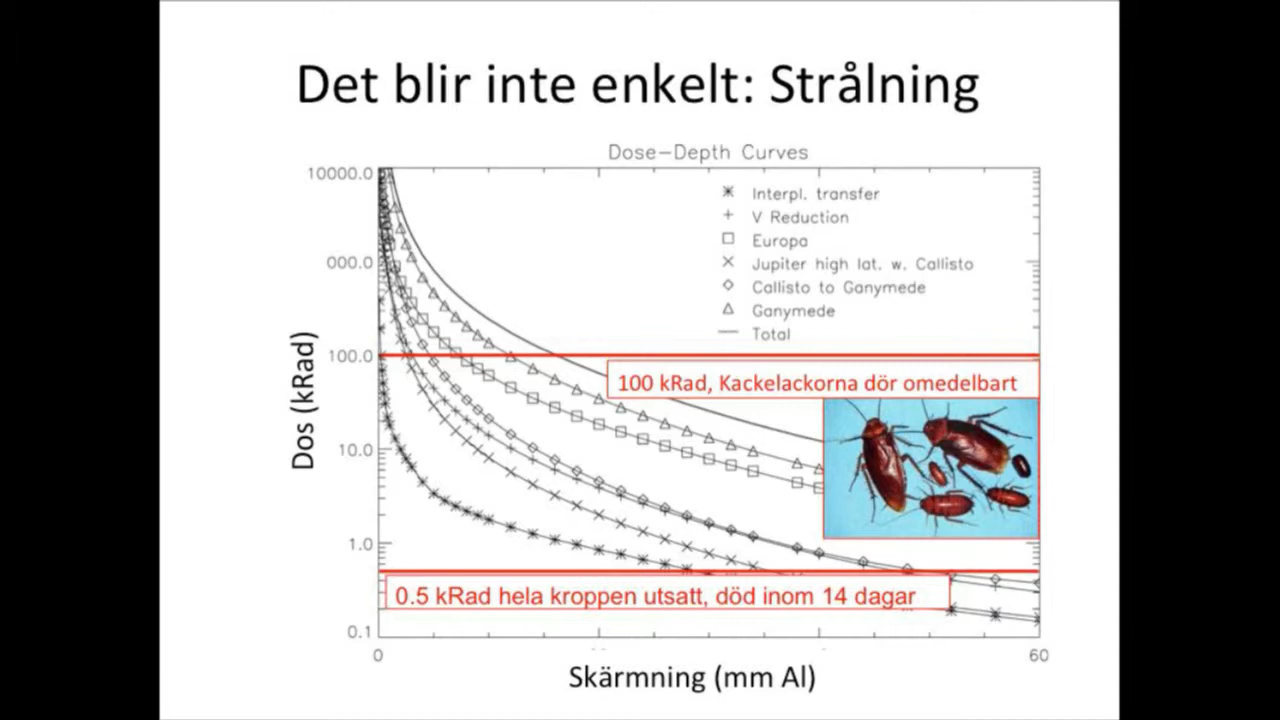 Det blir inte enkelt: Strålning
Dose-Depth Curves
10000.0
000.0
100.0
10.0
1.0
0.1
Dos (kRad)
Interpl. transfer
V Reduction
Europa
Jupiter high lat. w. Callisto
Callisto to Ganymede
Ganymede
Total
100 kRad, Kackelackorna dör omedelbart
0.5 kRad hela kroppen utsatt, död inom 14 dagar
0
60
Skärmning (mm Al)